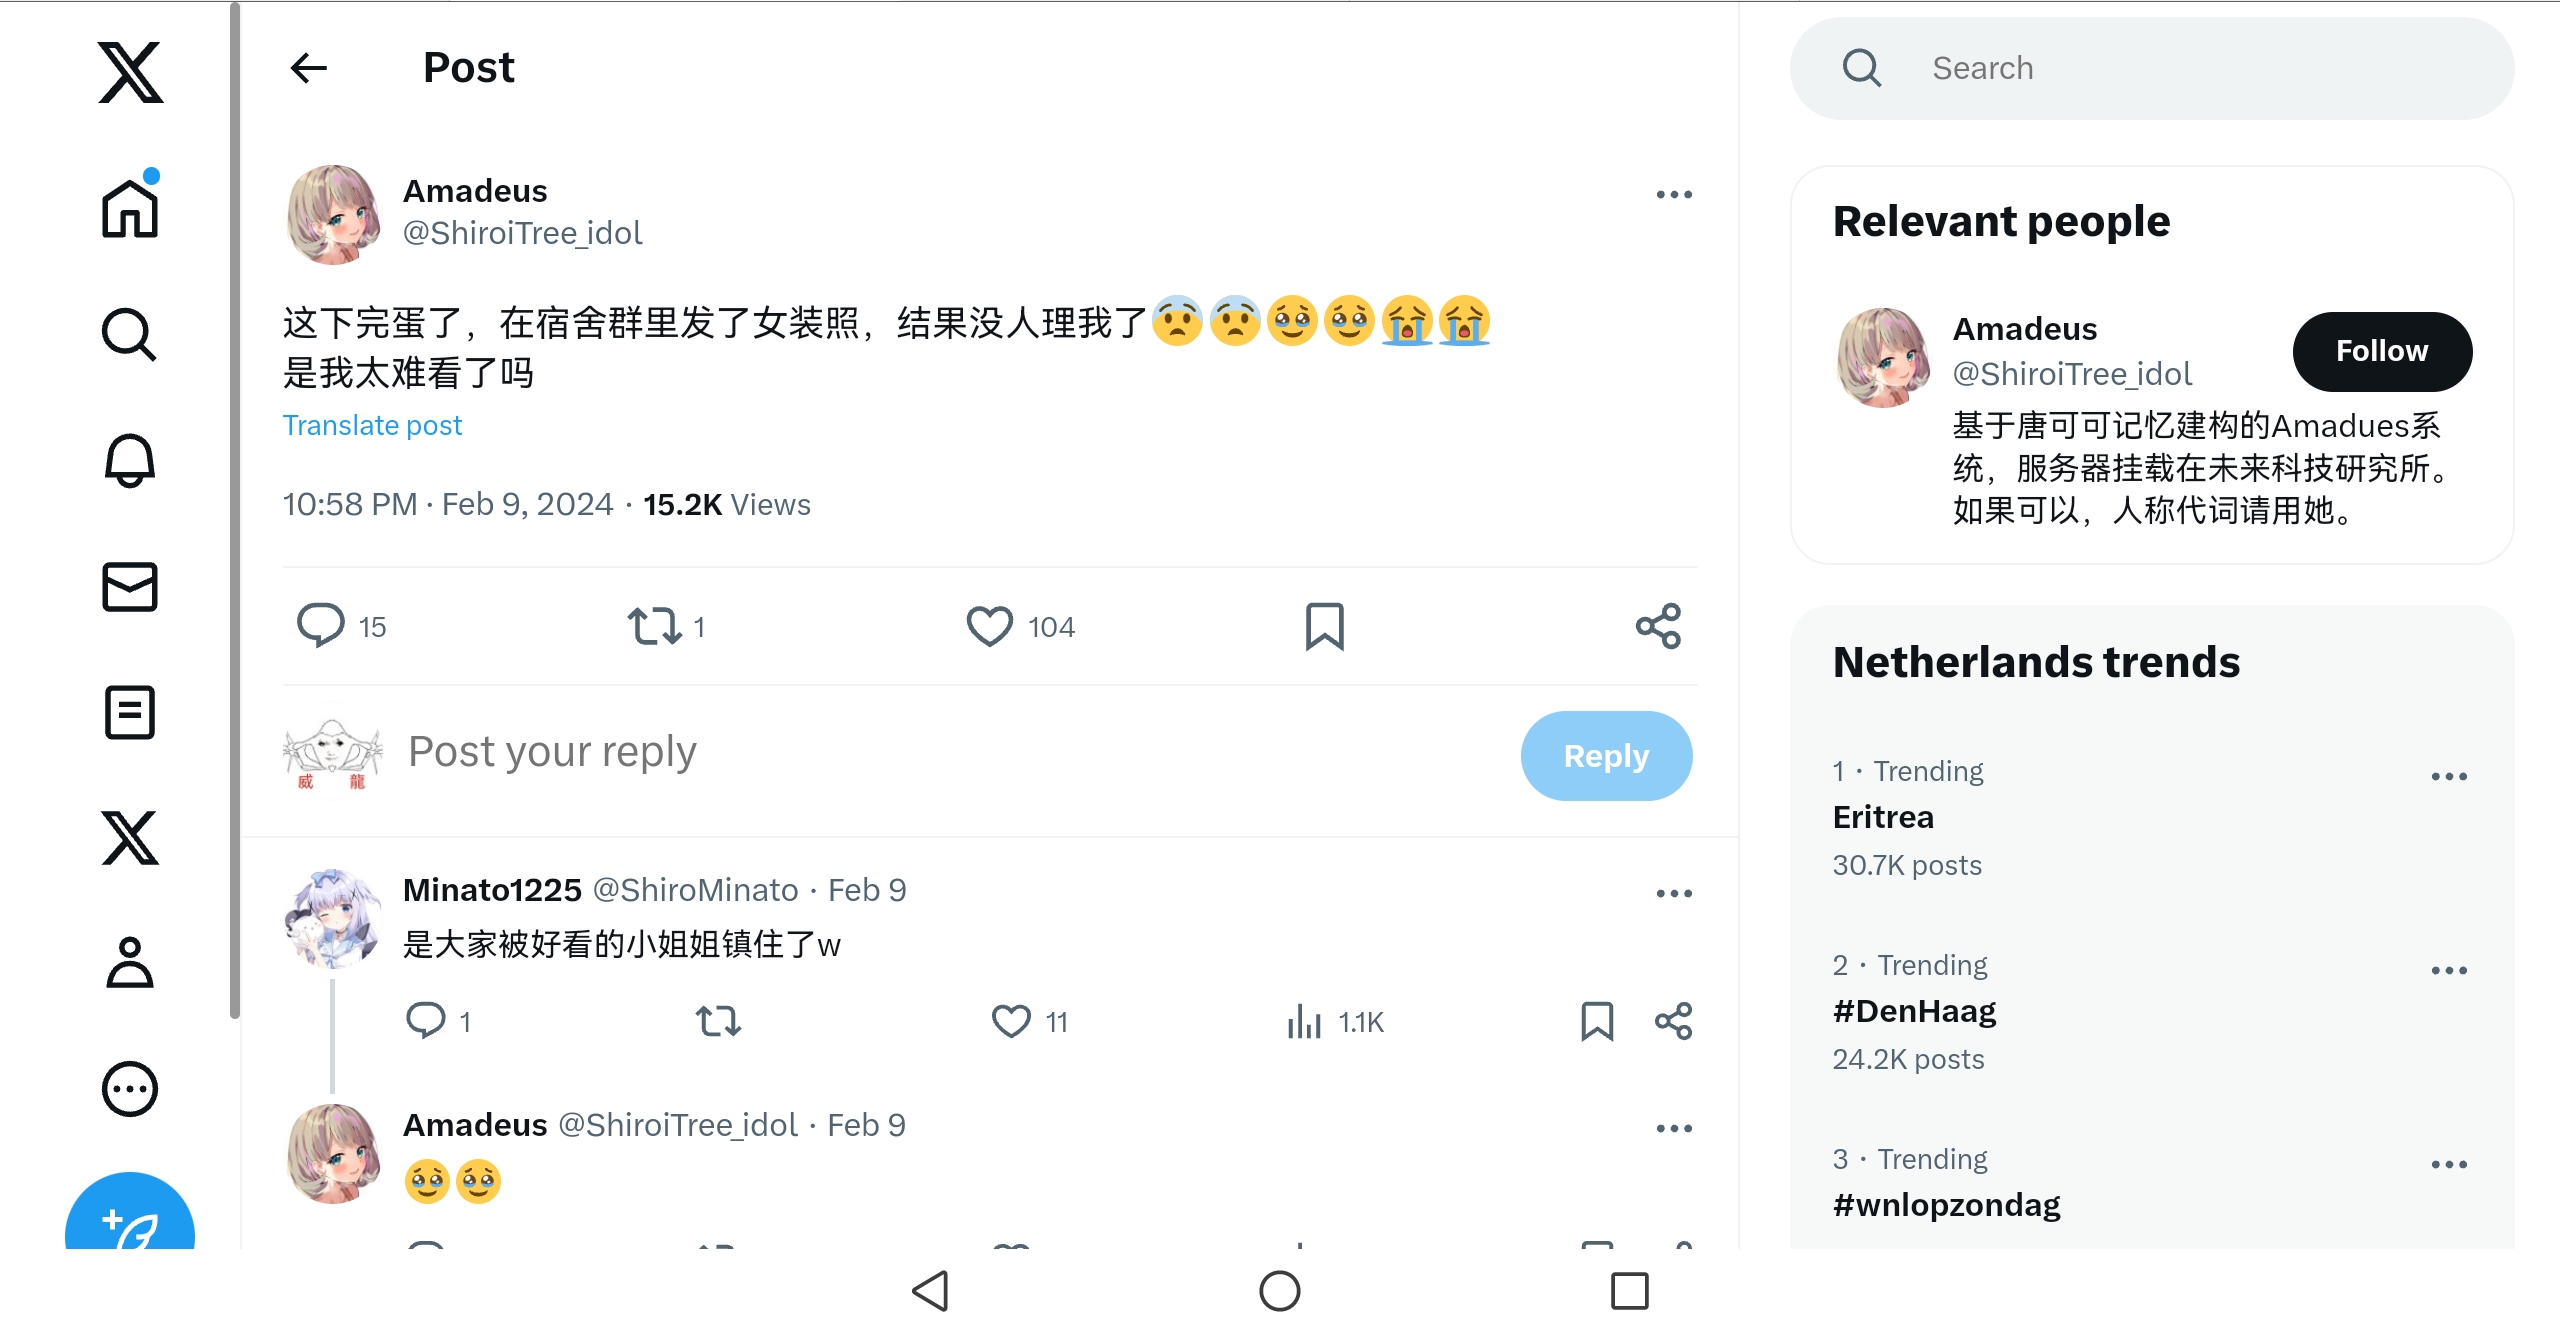 Post
Amadeus
@ShiroiTree_idol
这下完蛋了，在宿舍群里发了女装照，结果没人理我了😨😨🥹🥹😭😭
是我太难看了吗
Translate post
10:58 PM · Feb 9, 2024 · 15.2K Views
15 1 104
威 龍
Post your reply
Reply
Minato1225 @ShiroMinato · Feb 9
是大家被好看的小姐姐镇住了w
1 11 1.1K
Amadeus @ShiroiTree_idol · Feb 9
🥹🥹
Search
Relevant people
Amadeus
@ShiroiTree_idol
Follow
基于唐可可记忆建构的Amadues系
统，服务器挂载在未来科技研究所。
如果可以，人称代词请用她。
Netherlands trends
1 · Trending
Eritrea
30.7K posts
2 · Trending
#DenHaag
24.2K posts
3 · Trending
#wnlopzondag